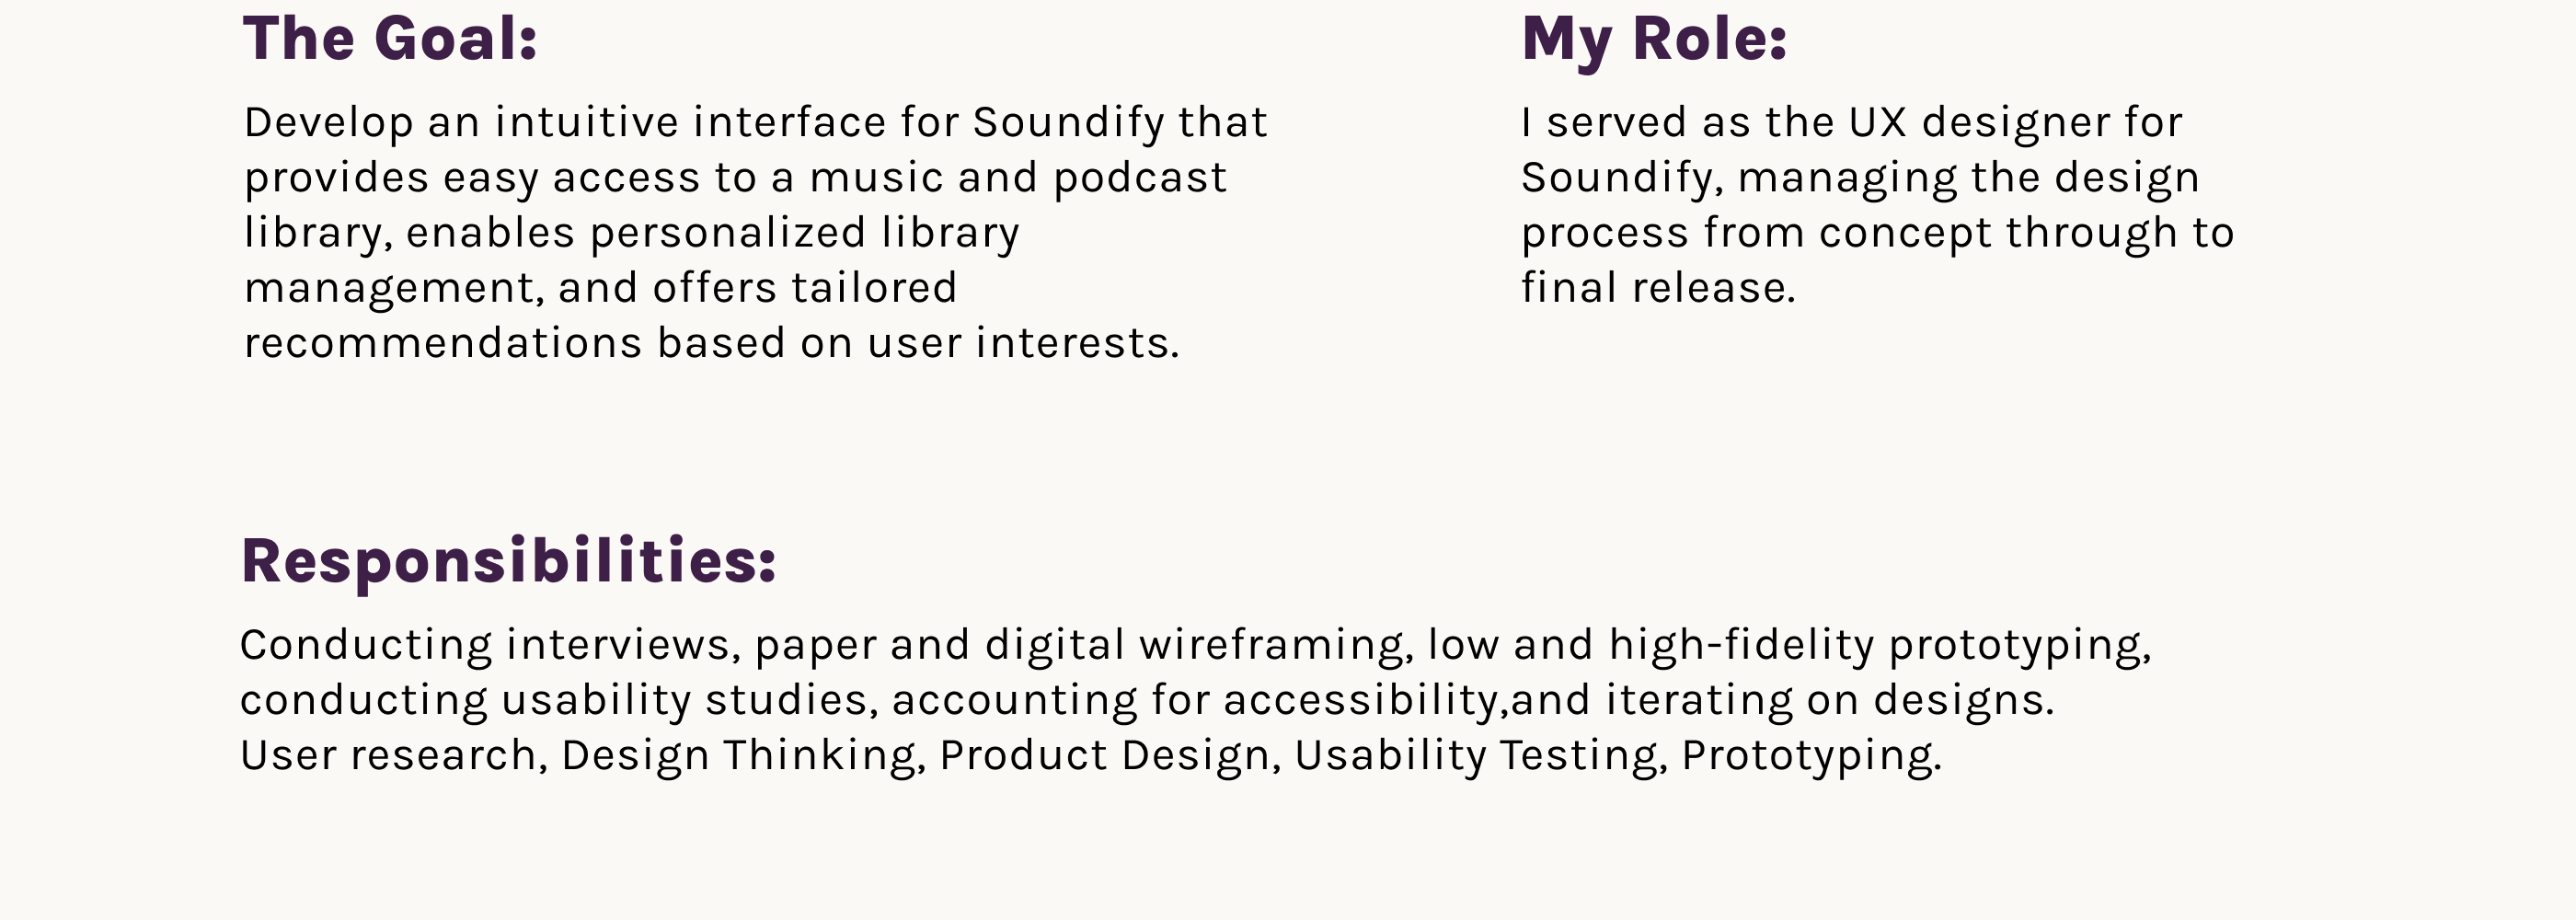 The Goal:
Develop an intuitive interface for Soundify that
provides easy access to a music and podcast
library, enables personalized library
management, and offers tailored
recommendations based on user interests.
My Role:
I served as the UX designer for
Soundify, managing the design
process from concept through to
final release.
Responsibilities:
Conducting interviews, paper and digital wireframing, low and high-fidelity prototyping,
conducting usability studies, accounting for accessibility,and iterating on designs.
User research, Design Thinking, Product Design, Usability Testing, Prototyping.